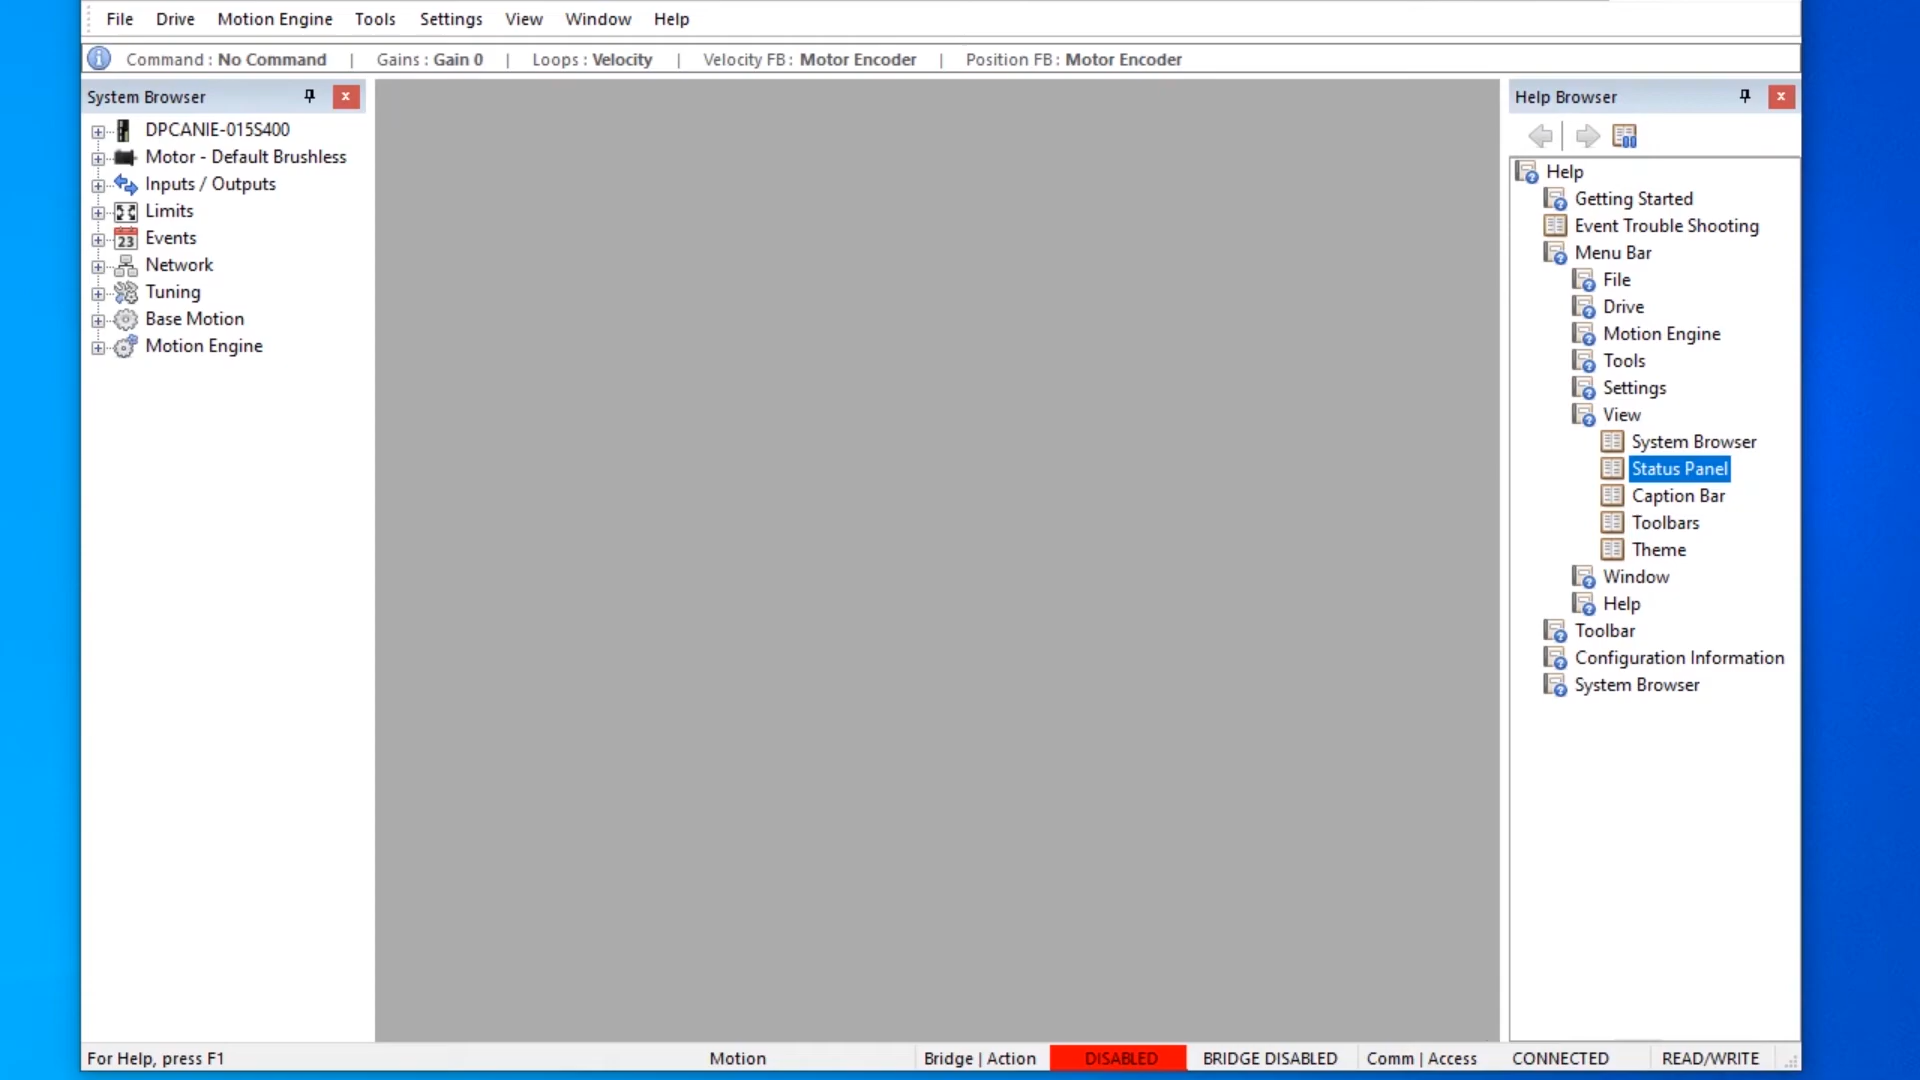 File Drive Motion Engine Tools Settings View Window Help
Command : No Command | Gains : Gain 0 | Loops : Velocity | Velocity FB : Motor Encoder | Position FB : Motor Encoder
System Browser
DPCANIE-015S400
Motor - Default Brushless
Inputs / Outputs
Limits
23 Events
Network
Tuning
Base Motion
Motion Engine
Help Browser
Help
Getting Started
Event Trouble Shooting
Menu Bar
File
Drive
Motion Engine
Tools
Settings
View
System Browser
Status Panel
Caption Bar
Toolbars
Theme
Window
Help
Toolbar
Configuration Information
System Browser
For Help, press F1 Motion Bridge | Action DISABLED BRIDGE DISABLED Comm | Access CONNECTED READ/WRITE